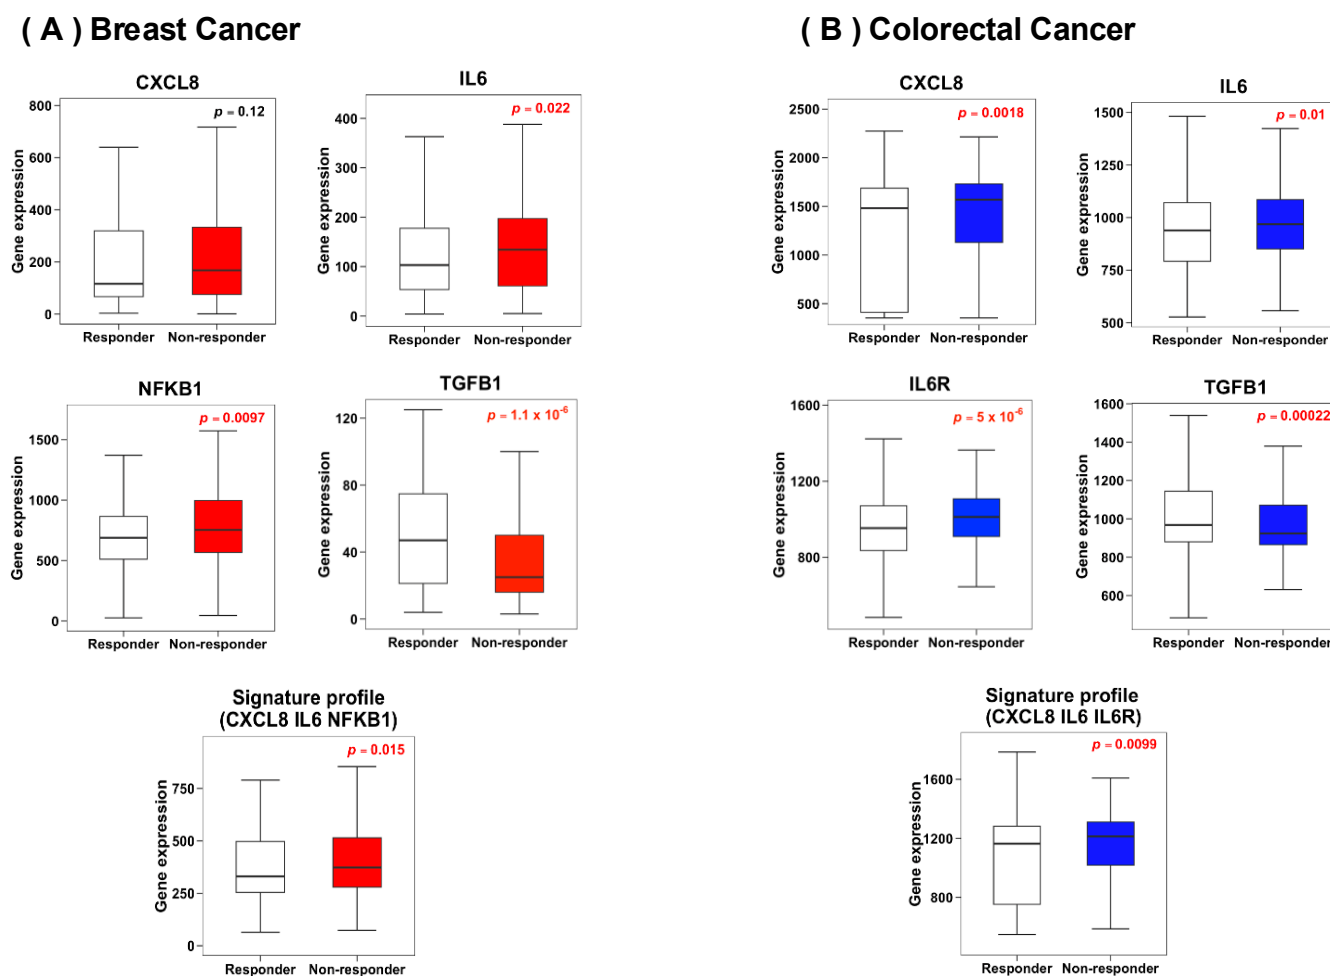 ( A ) Breast Cancer
( B ) Colorectal Cancer
CXCL8
p = 0.12
Gene expression
800
600
400
200
0
Responder Non-responder
IL6
p = 0.022
Gene expression
400
300
200
100
0
Responder Non-responder
CXCL8
p = 0.0018
Gene expression
2500
2000
1500
1000
500
Responder Non-responder
IL6
p = 0.01
Gene expression
1500
1250
1000
750
500
Responder Non-responder
NFKB1
p = 0.0097
Gene expression
1500
1000
500
0
Responder Non-responder
TGFB1
p = 1.1 x 10⁻⁶
Gene expression
120
80
40
0
Responder Non-responder
IL6R
p = 5 x 10⁻⁶
Gene expression
1600
1200
800
Responder Non-responder
TGFB1
p = 0.00022
Gene expression
1600
1400
1200
1000
800
600
Responder Non-responder
Signature profile
(CXCL8 IL6 NFKB1)
p = 0.015
Gene expression
750
500
250
0
Responder Non-responder
Signature profile
(CXCL8 IL6 IL6R)
p = 0.0099
Gene expression
1600
1200
800
Responder Non-responder